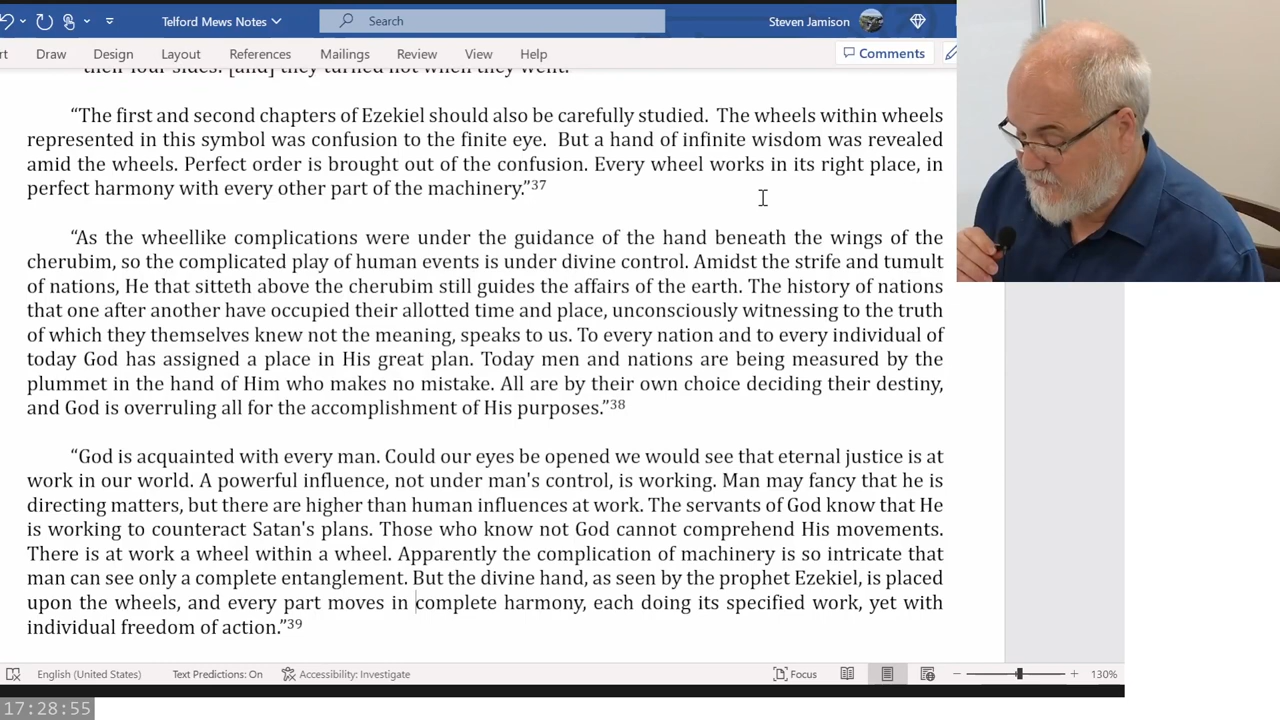 Telford Mews Notes
Search
Steven Jamison
Draw Design Layout References Mailings Review View Help
Comments
their four sides: [and] they turned not when they went.
“The first and second chapters of Ezekiel should also be carefully studied. The wheels within wheels
represented in this symbol was confusion to the finite eye. But a hand of infinite wisdom was revealed
amid the wheels. Perfect order is brought out of the confusion. Every wheel works in its right place, in
perfect harmony with every other part of the machinery.”37
“As the wheellike complications were under the guidance of the hand beneath the wings of the
cherubim, so the complicated play of human events is under divine control. Amidst the strife and tumult
of nations, He that sitteth above the cherubim still guides the affairs of the earth. The history of nations
that one after another have occupied their allotted time and place, unconsciously witnessing to the truth
of which they themselves knew not the meaning, speaks to us. To every nation and to every individual of
today God has assigned a place in His great plan. Today men and nations are being measured by the
plummet in the hand of Him who makes no mistake. All are by their own choice deciding their destiny,
and God is overruling all for the accomplishment of His purposes.”38
“God is acquainted with every man. Could our eyes be opened we would see that eternal justice is at
work in our world. A powerful influence, not under man's control, is working. Man may fancy that he is
directing matters, but there are higher than human influences at work. The servants of God know that He
is working to counteract Satan's plans. Those who know not God cannot comprehend His movements.
There is at work a wheel within a wheel. Apparently the complication of machinery is so intricate that
man can see only a complete entanglement. But the divine hand, as seen by the prophet Ezekiel, is placed
upon the wheels, and every part moves in complete harmony, each doing its specified work, yet with
individual freedom of action.”39
English (United States) Text Predictions: On Accessibility: Investigate Focus 130%
17:28:55